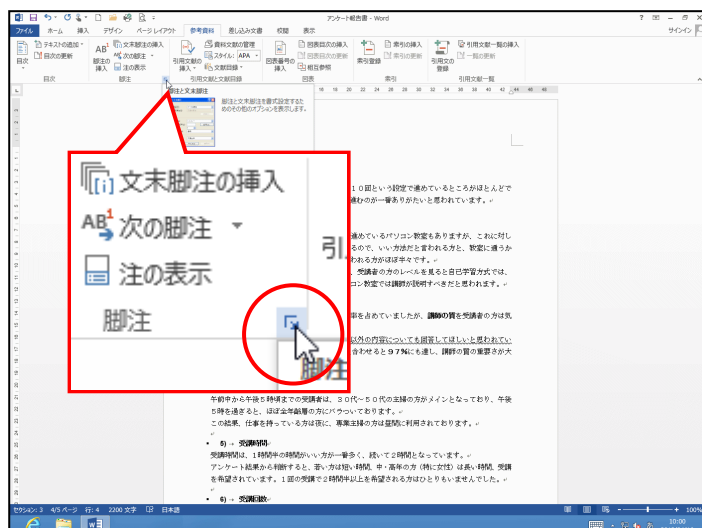 アンケート報告書 - Word
ファイル ホーム 挿入 デザイン ページ レイアウト 参考資料 差し込み文書 校閲 表示 サインイン
目次
テキストの追加
目次の更新
目次
AB¹
脚注の挿入
文末脚注の挿入
次の脚注
注の表示
脚注
引用文献の挿入
資料文献の管理
スタイル: APA
文献目録
引用文献と文献目録
図表番号の挿入
図表目次の挿入
図表目次の更新
相互参照
図表
索引登録
索引の挿入
索引の更新
索引
引用文の登録
引用文献一覧の挿入
一覧の更新
引用文献一覧
脚注と文末脚注
脚注と文末脚注を書式設定するた
めのその他のオプションを表示します。
[i] 文末脚注の挿入
AB¹ 次の脚注
注の表示
脚注
引
脚注
18 20 22 24 26 28 30 32 34 36 38 40 42 44 46 48
10回という設定で進めているところがほとんどで
進むのが一番ありがたいと思われています。
進めているパソコン教室もありますが、これに対し
るので、いい方法だと言われる方と、教室に通うか
われる方がほぼ半々です。
、受講者の方のレベルを見ると自己学習方式では、
コン教室では講師が説明すべきだと思われます。
率を占めていましたが、講師の質を受講者の方は気
以外の内容についても回答してほしいと思われてい
合わせると97%にも達し、講師の質の重要さが大
午前中から午後5時頃までの受講者は、30代~50代の主婦の方がメインとなっており、午後
5時を過ぎると、ほぼ全年齢層の方にバラついております。
この結果、仕事を持っている方は夜に、専業主婦の方は昼間に利用されております。
5) → 受講時間
受講時間は、1時間半の時間がいい方が一番多く、続いて2時間となっています。
アンケート結果から判断すると、若い方は短い時間、中・高年の方(特に女性)は長い時間、受講
を希望されています。1回の受講で2時間半以上を希望される方はひとりもいませんでした。
6) → 受講回数
セクション: 3 4/5 ページ 行: 4 2200 文字 日本語 100%
10:00